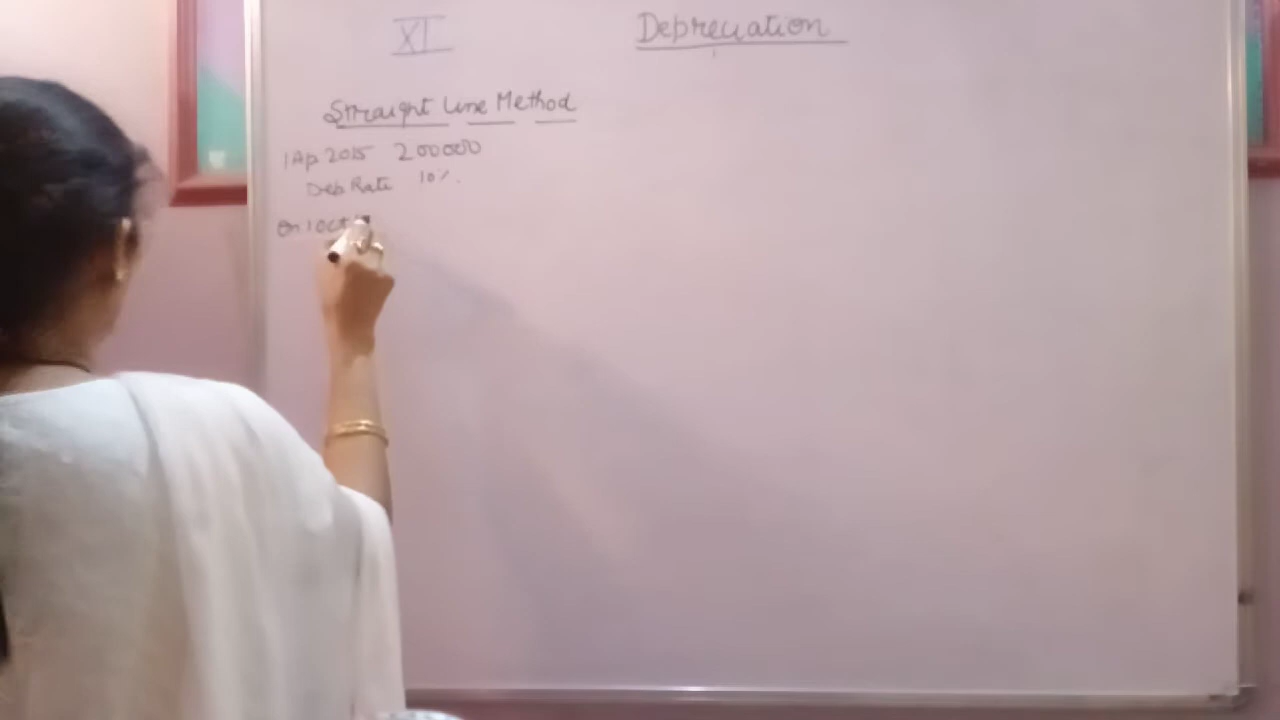 XI
Depreciation
Straight Line Method
1 Ap 2015 200000
Dep Rate 10%.
On 1 Oct